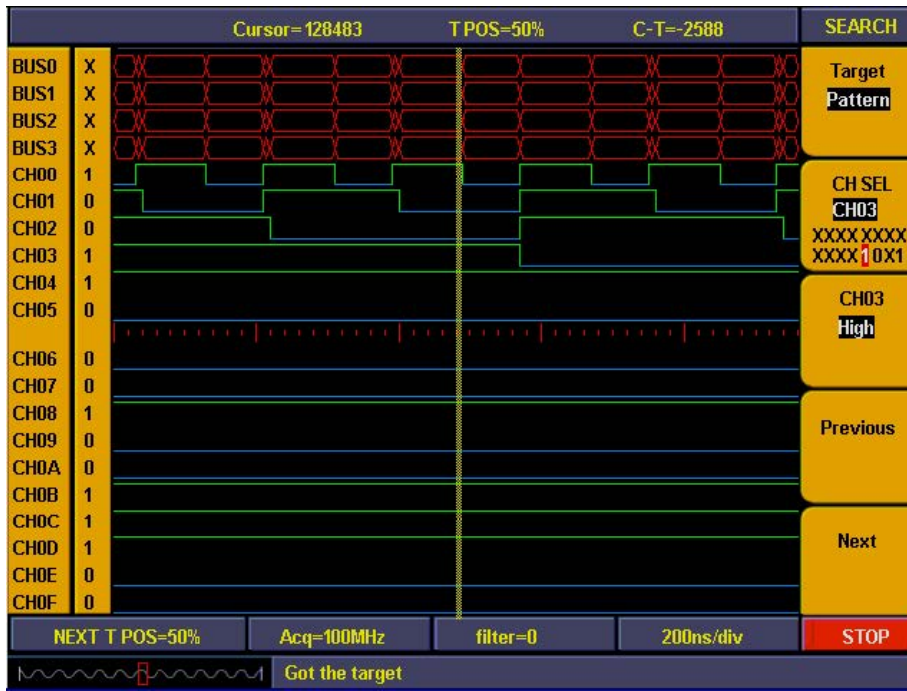 Cursor=128483 T POS=50% C-T=-2588 SEARCH
BUS0 X
BUS1 X
BUS2 X
BUS3 X
CH00 1
CH01 0
CH02 0
CH03 1
CH04 1
CH05 0
CH06 0
CH07 0
CH08 1
CH09 0
CH0A 0
CH0B 1
CH0C 1
CH0D 1
CH0E 0
CH0F 0
Target
Pattern
CH SEL
CH03
XXXX XXXX
XXXX 1 0X1
CH03
High
Previous
Next
NEXT T POS=50% Acq=100MHz filter=0 200ns/div STOP
Got the target